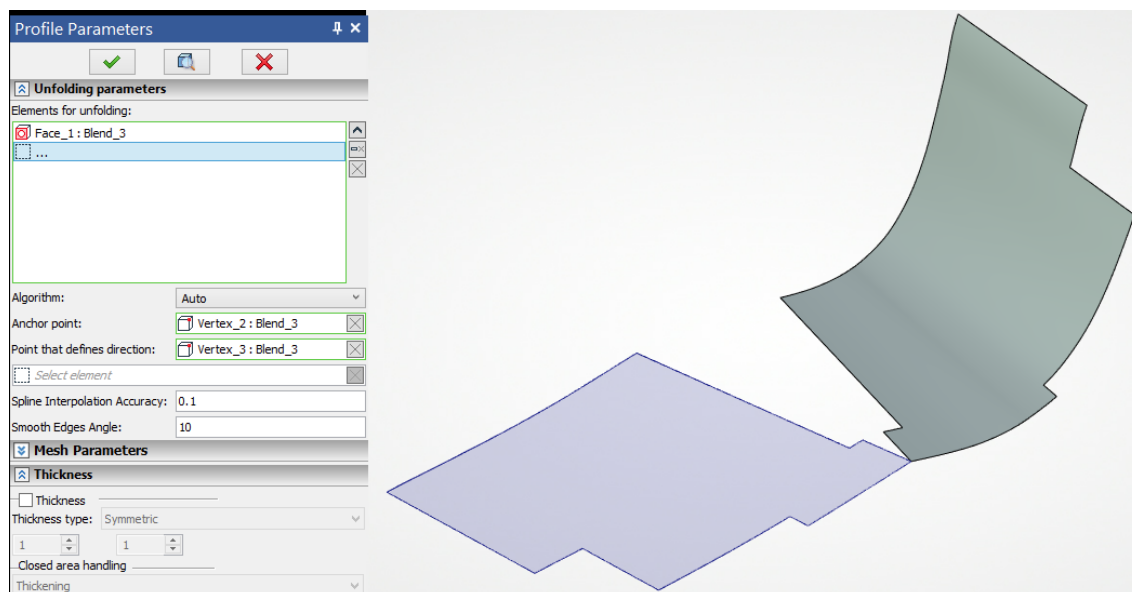 Profile Parameters
Unfolding parameters
Elements for unfolding:
Face_1 : Blend_3
...
Algorithm: Auto
Anchor point: Vertex_2 : Blend_3
Point that defines direction: Vertex_3 : Blend_3
Select element
Spline Interpolation Accuracy: 0.1
Smooth Edges Angle: 10
Mesh Parameters
Thickness
Thickness
Thickness type: Symmetric
1 1
Closed area handling
Thickening